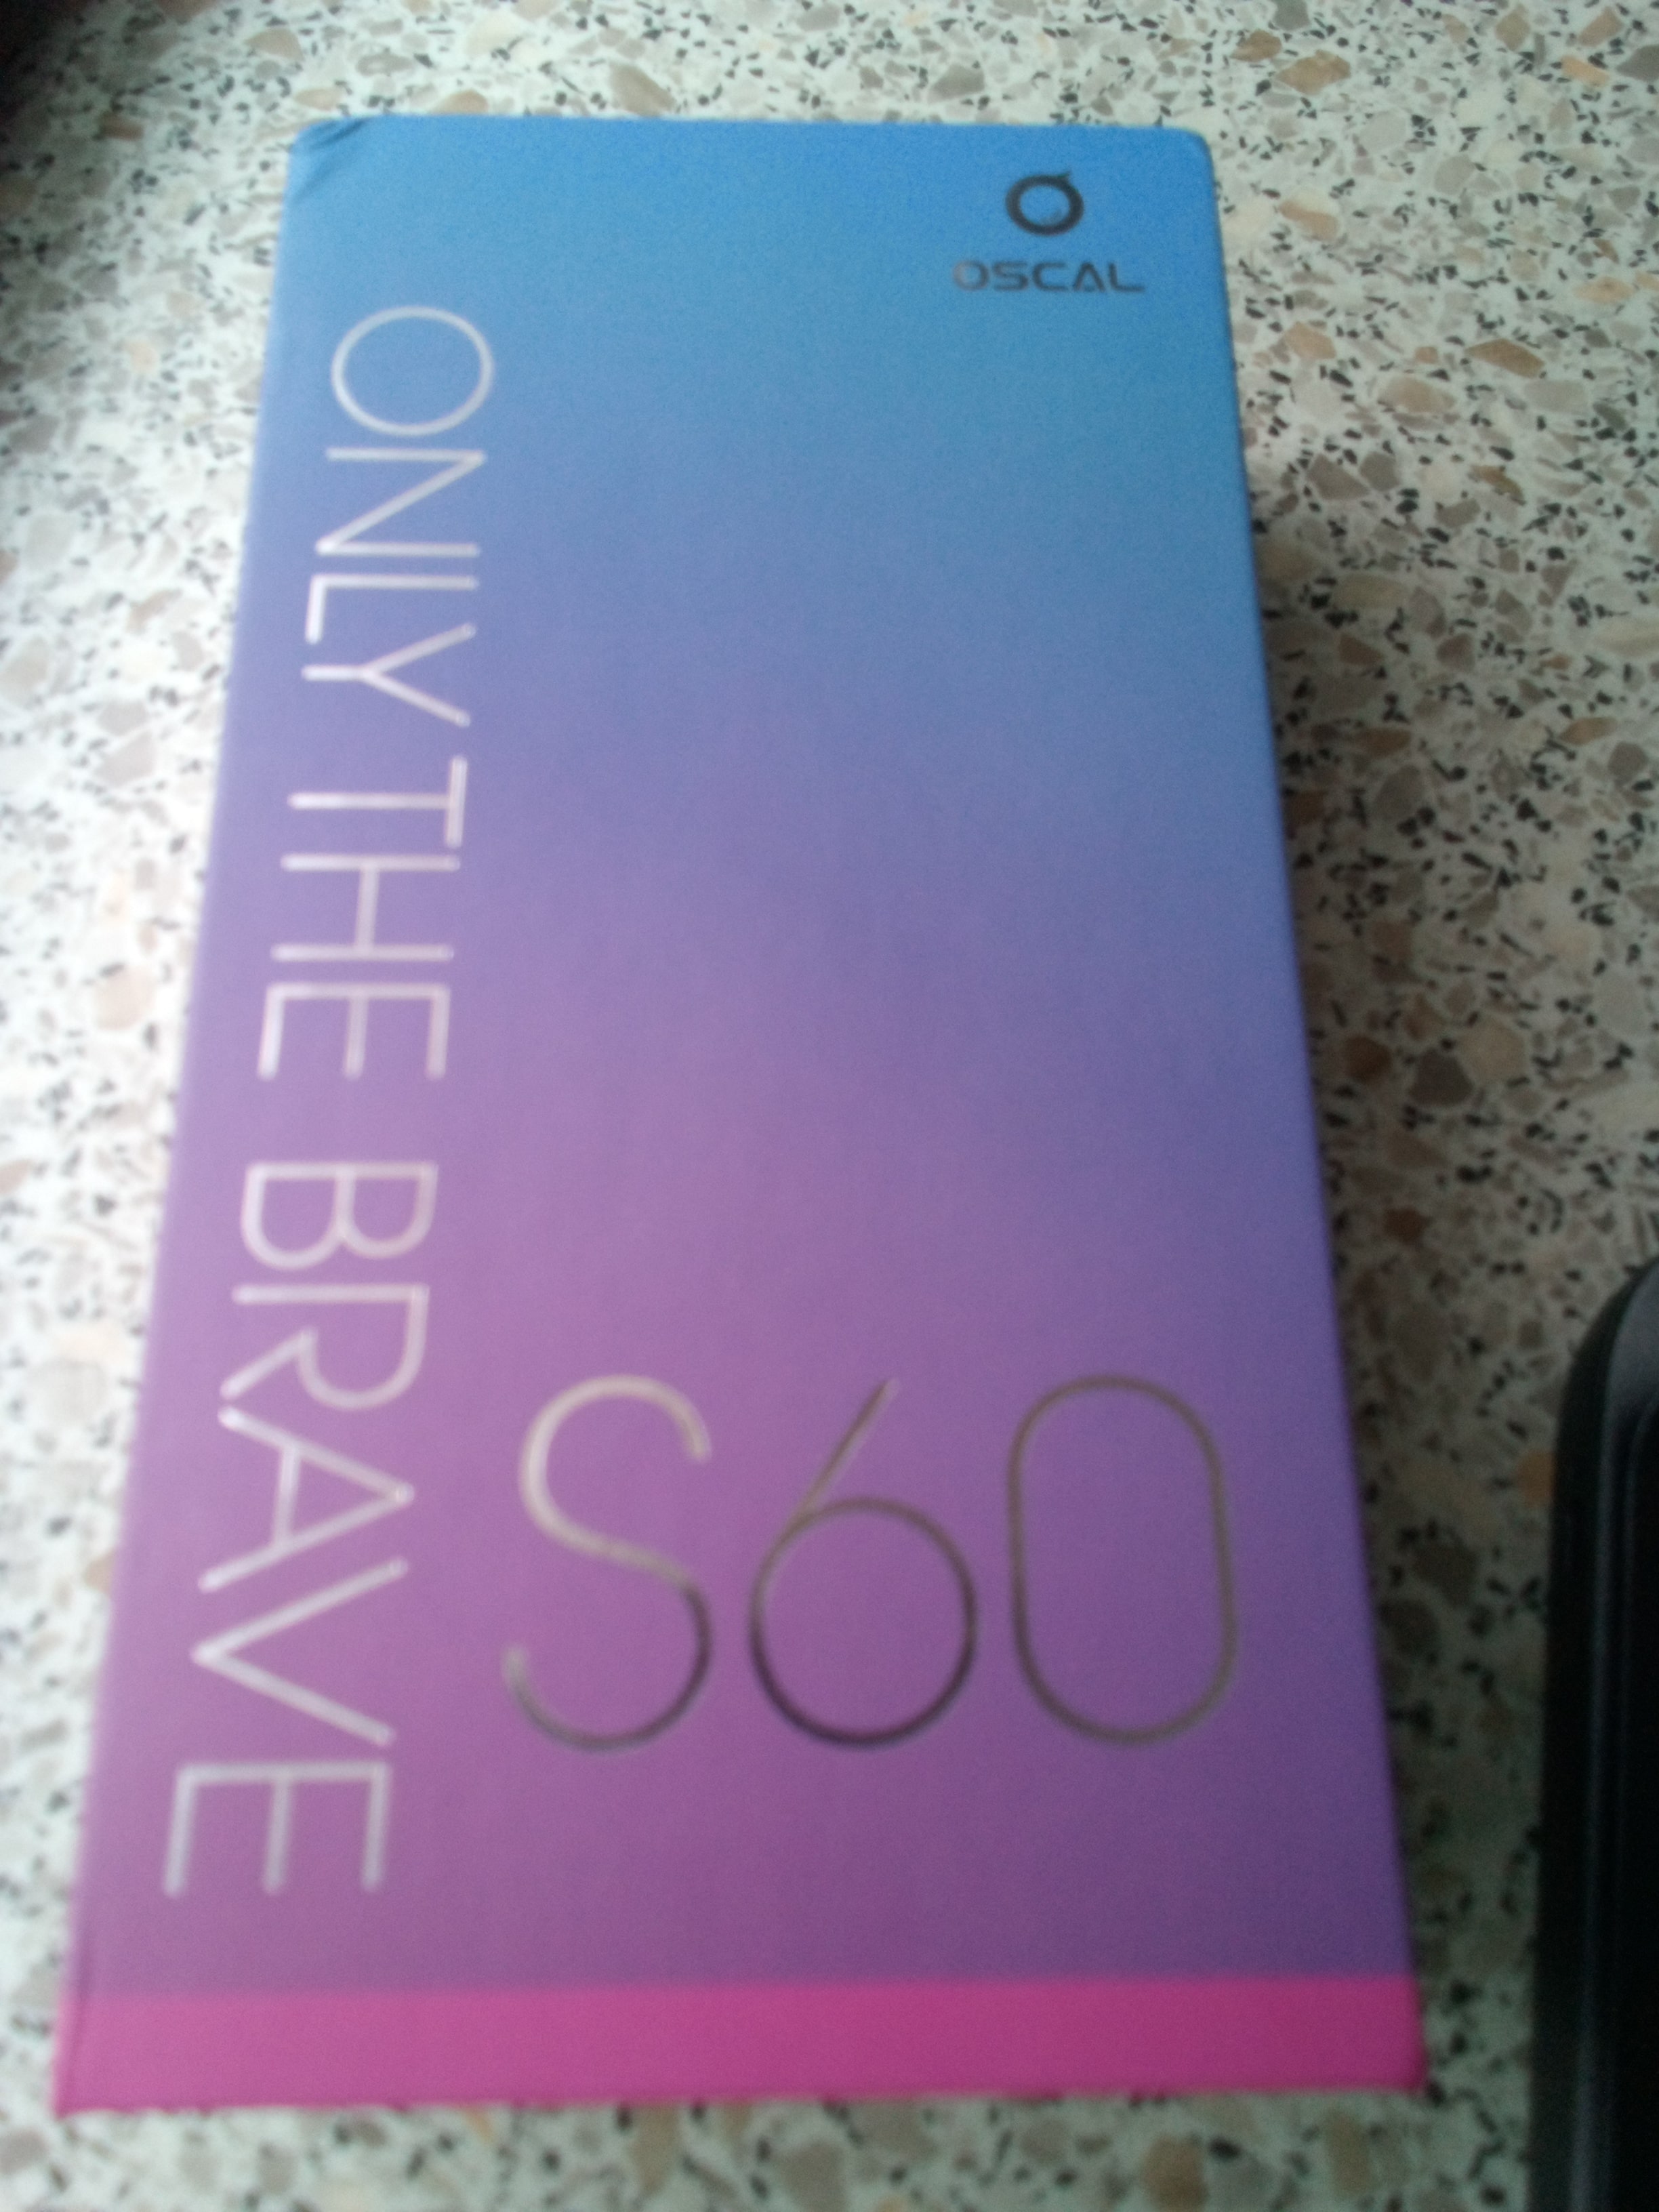 OSCAL
ONLY THE BRAVE
S60